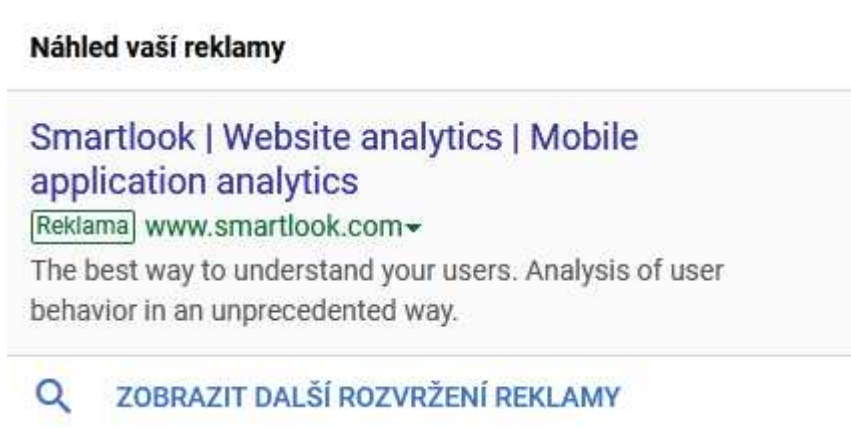 Náhled vaší reklamy
Smartlook | Website analytics | Mobile
application analytics
Reklama www.smartlook.com
The best way to understand your users. Analysis of user
behavior in an unprecedented way.
ZOBRAZIT DALŠÍ ROZVRŽENÍ REKLAMY